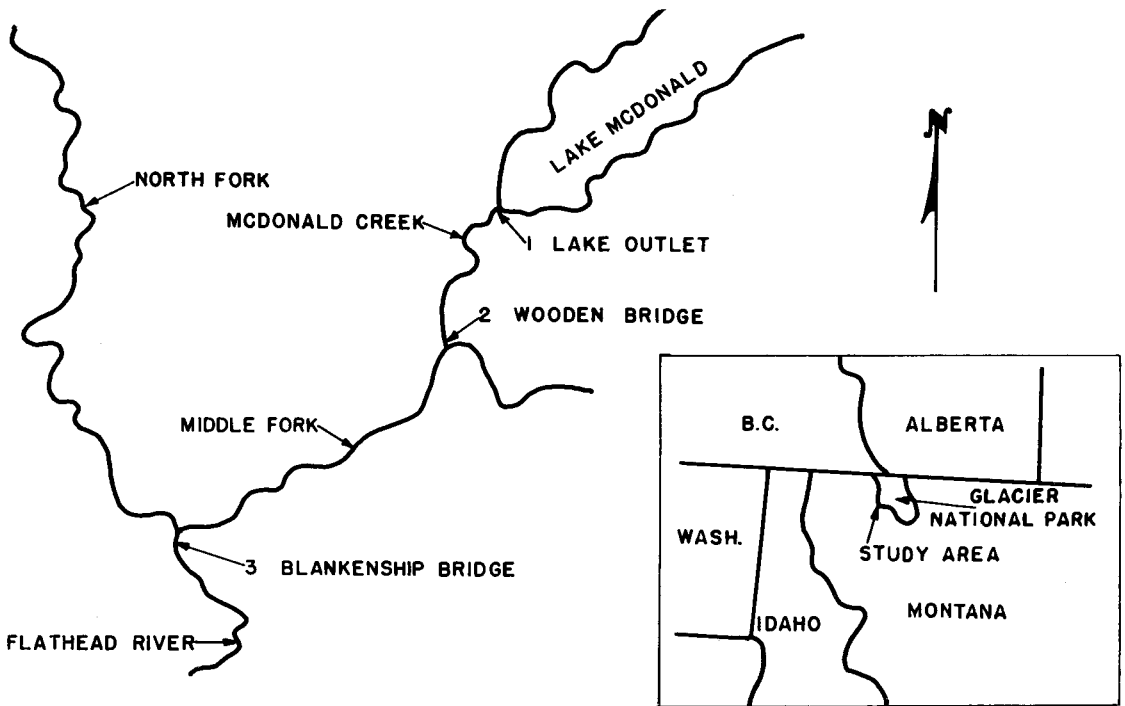 LAKE MCDONALD
N
NORTH FORK
MCDONALD CREEK
1 LAKE OUTLET
2 WOODEN BRIDGE
MIDDLE FORK
3 BLANKENSHIP BRIDGE
FLATHEAD RIVER
B.C.
ALBERTA
GLACIER
NATIONAL PARK
WASH.
STUDY AREA
IDAHO
MONTANA